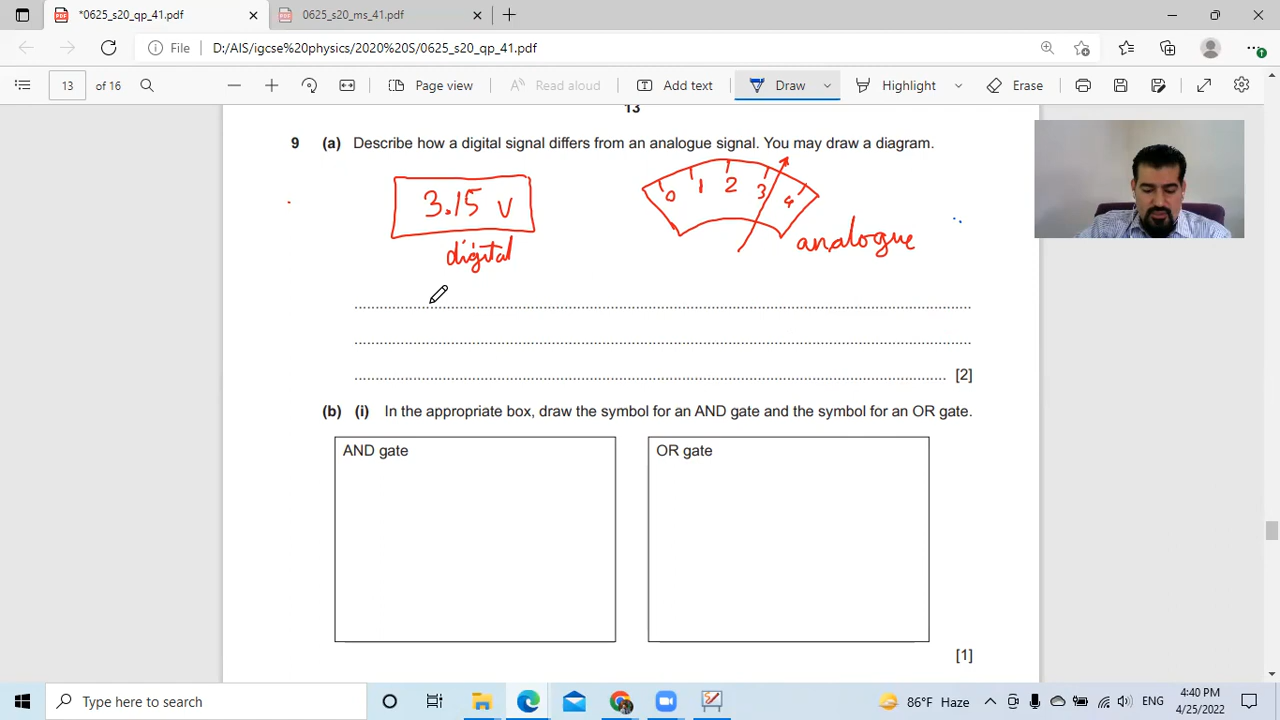 *0625_s20_qp_41.pdf
0625_s20_ms_41.pdf
File D:/AIS/igcse%20physics/2020%20S/0625_s20_qp_41.pdf
13 of 16 Page view Read aloud Add text Draw Highlight Erase
13
9 (a) Describe how a digital signal differs from an analogue signal. You may draw a diagram.
3.15 v
digital
0 1 2 3 4
analogue
[2]
(b) (i) In the appropriate box, draw the symbol for an AND gate and the symbol for an OR gate.
AND gate
OR gate
[1]
Type here to search
86°F Haze
ENG
4:40 PM
4/25/2022